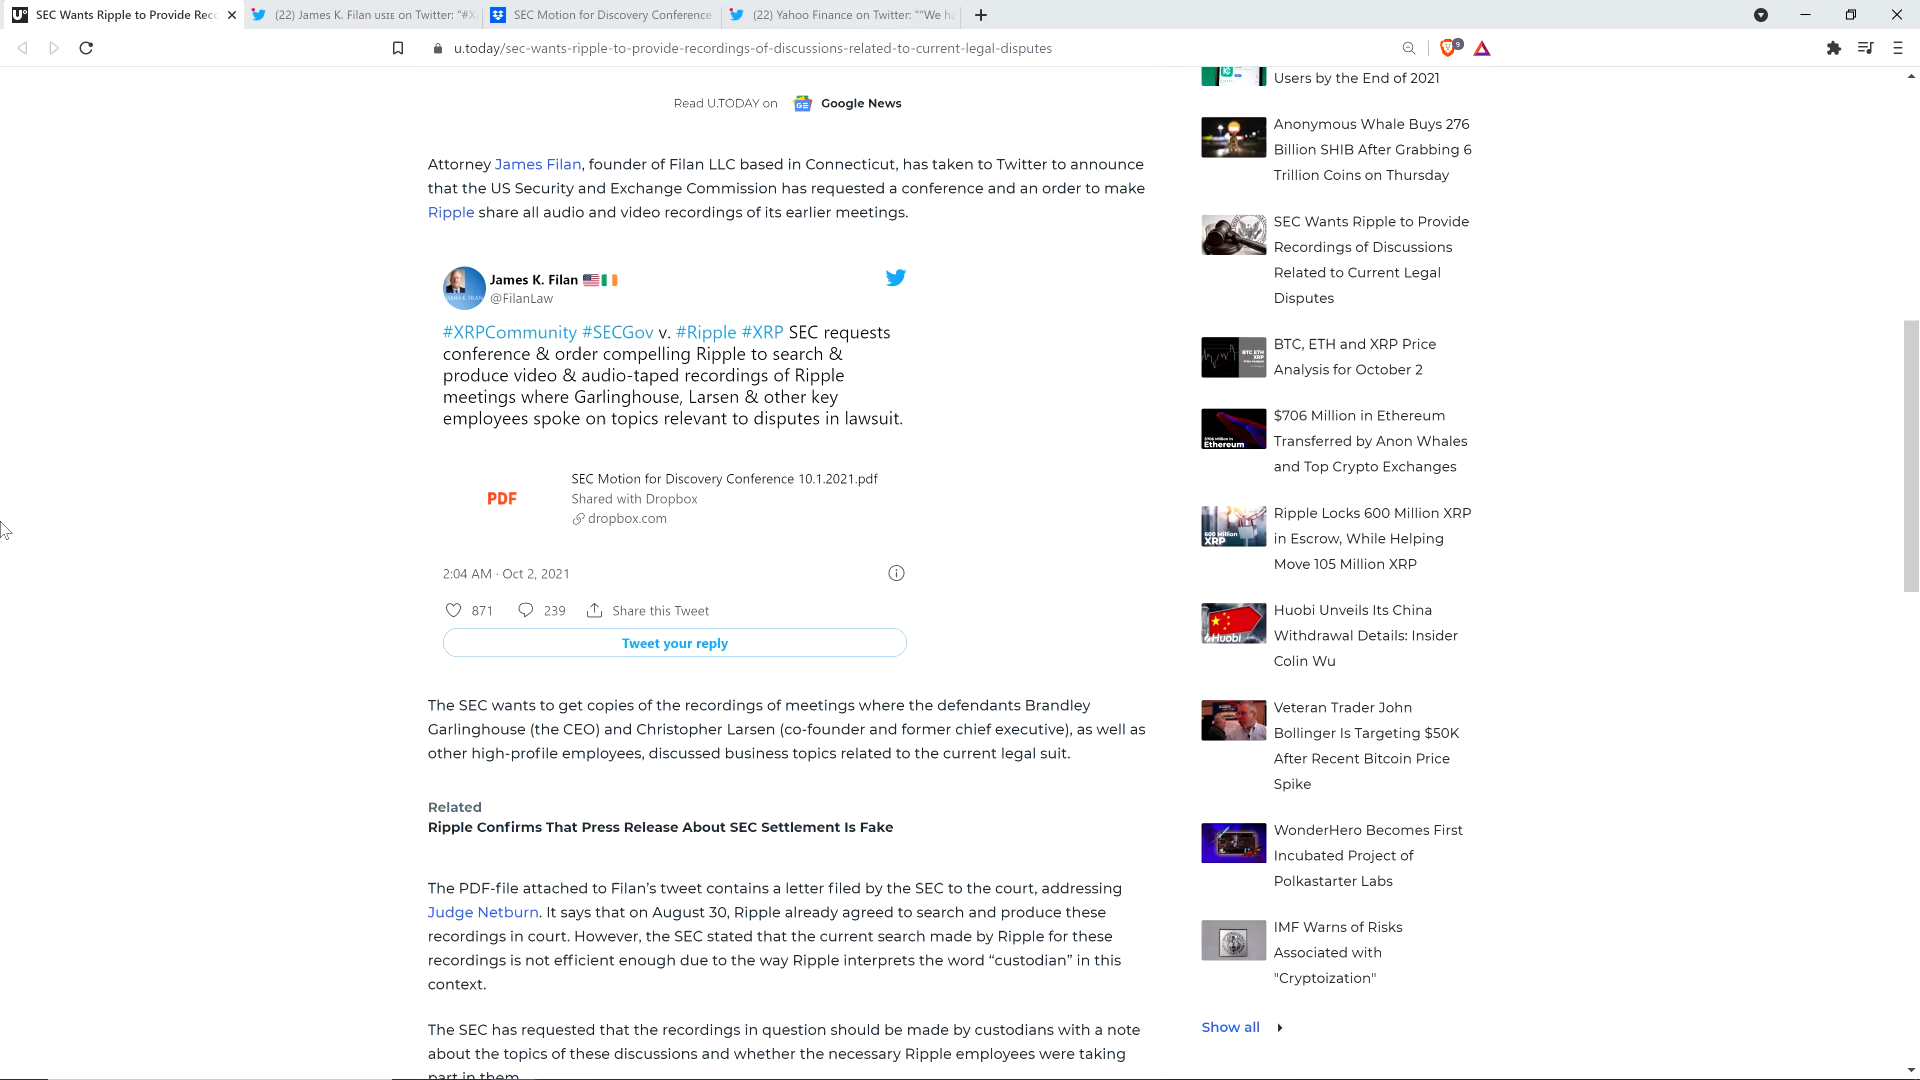 SEC Wants Ripple to Provide Rec
(22) James K. Filan on Twitter: "#X
SEC Motion for Discovery Conference
(22) Yahoo Finance on Twitter: ""We ha
u.today/sec-wants-ripple-to-provide-recordings-of-discussions-related-to-current-legal-disputes
9
Read U.TODAY on Google News
Attorney James Filan, founder of Filan LLC based in Connecticut, has taken to Twitter to announce
that the US Security and Exchange Commission has requested a conference and an order to make
Ripple share all audio and video recordings of its earlier meetings.
James K. Filan
@FilanLaw
#XRPCommunity #SECGov v. #Ripple #XRP SEC requests
conference & order compelling Ripple to search &
produce video & audio-taped recordings of Ripple
meetings where Garlinghouse, Larsen & other key
employees spoke on topics relevant to disputes in lawsuit.
PDF
SEC Motion for Discovery Conference 10.1.2021.pdf
Shared with Dropbox
dropbox.com
2:04 AM · Oct 2, 2021
871 239 Share this Tweet
Tweet your reply
The SEC wants to get copies of the recordings of meetings where the defendants Brandley
Garlinghouse (the CEO) and Christopher Larsen (co-founder and former chief executive), as well as
other high-profile employees, discussed business topics related to the current legal suit.
Related
Ripple Confirms That Press Release About SEC Settlement Is Fake
The PDF-file attached to Filan's tweet contains a letter filed by the SEC to the court, addressing
Judge Netburn. It says that on August 30, Ripple already agreed to search and produce these
recordings in court. However, the SEC stated that the current search made by Ripple for these
recordings is not efficient enough due to the way Ripple interprets the word “custodian” in this
context.
The SEC has requested that the recordings in question should be made by custodians with a note
about the topics of these discussions and whether the necessary Ripple employees were taking
part in them.
Users by the End of 2021
Anonymous Whale Buys 276
Billion SHIB After Grabbing 6
Trillion Coins on Thursday
SEC Wants Ripple to Provide
Recordings of Discussions
Related to Current Legal
Disputes
BTC ETH
XRP
BTC, ETH and XRP Price
Analysis for October 2
$706 Million in
Ethereum
$706 Million in Ethereum
Transferred by Anon Whales
and Top Crypto Exchanges
600 Million
XRP
Ripple Locks 600 Million XRP
in Escrow, While Helping
Move 105 Million XRP
Huobi
Huobi Unveils Its China
Withdrawal Details: Insider
Colin Wu
Veteran Trader John
Bollinger Is Targeting $50K
After Recent Bitcoin Price
Spike
WonderHero Becomes First
Incubated Project of
Polkastarter Labs
IMF Warns of Risks
Associated with
"Cryptoization"
Show all